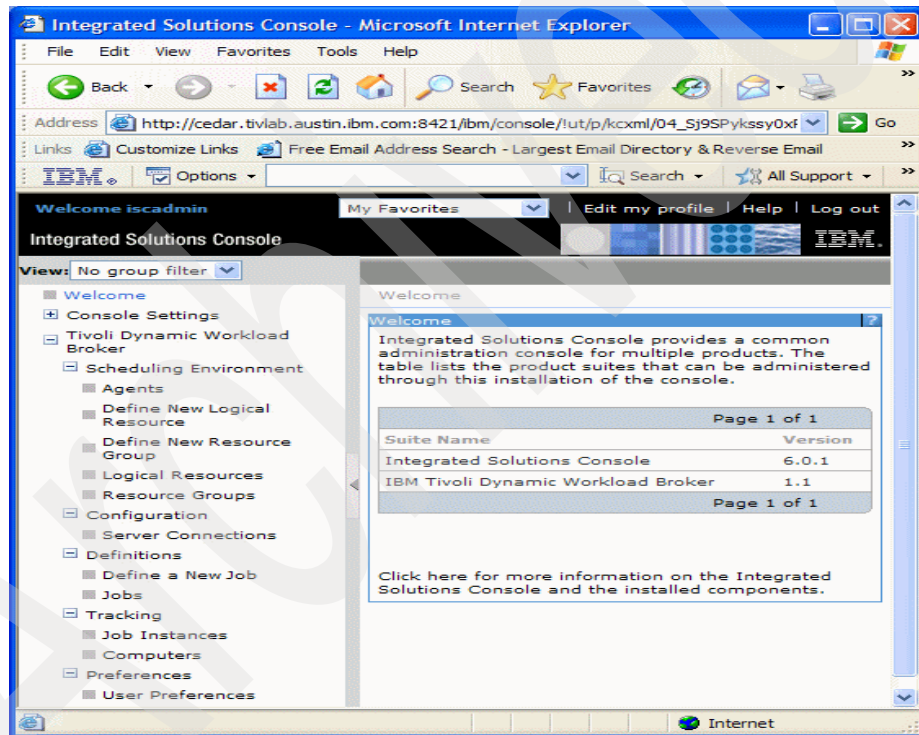 Integrated Solutions Console - Microsoft Internet Explorer
File Edit View Favorites Tools Help
Back Search Favorites »
Address http://cedar.tivlab.austin.ibm.com:8421/ibm/console/!ut/p/kcxml/04_Sj9SPykssy0xF Go
Links Customize Links Free Email Address Search - Largest Email Directory & Reverse Email »
IBM® Options Search All Support »
Welcome iscadmin My Favorites | Edit my profile | Help | Log out
Integrated Solutions Console IBM.
View: No group filter
Welcome
Console Settings
Tivoli Dynamic Workload
Broker
Scheduling Environment
Agents
Define New Logical
Resource
Define New Resource
Group
Logical Resources
Resource Groups
Configuration
Server Connections
Definitions
Define a New Job
Jobs
Tracking
Job Instances
Computers
Preferences
User Preferences
Welcome
Welcome ?
Integrated Solutions Console provides a common
administration console for multiple products. The
table lists the product suites that can be administered
through this installation of the console.
Page 1 of 1
Suite Name Version
Integrated Solutions Console 6.0.1
IBM Tivoli Dynamic Workload Broker 1.1
Page 1 of 1
Click here for more information on the Integrated
Solutions Console and the installed components.
Internet